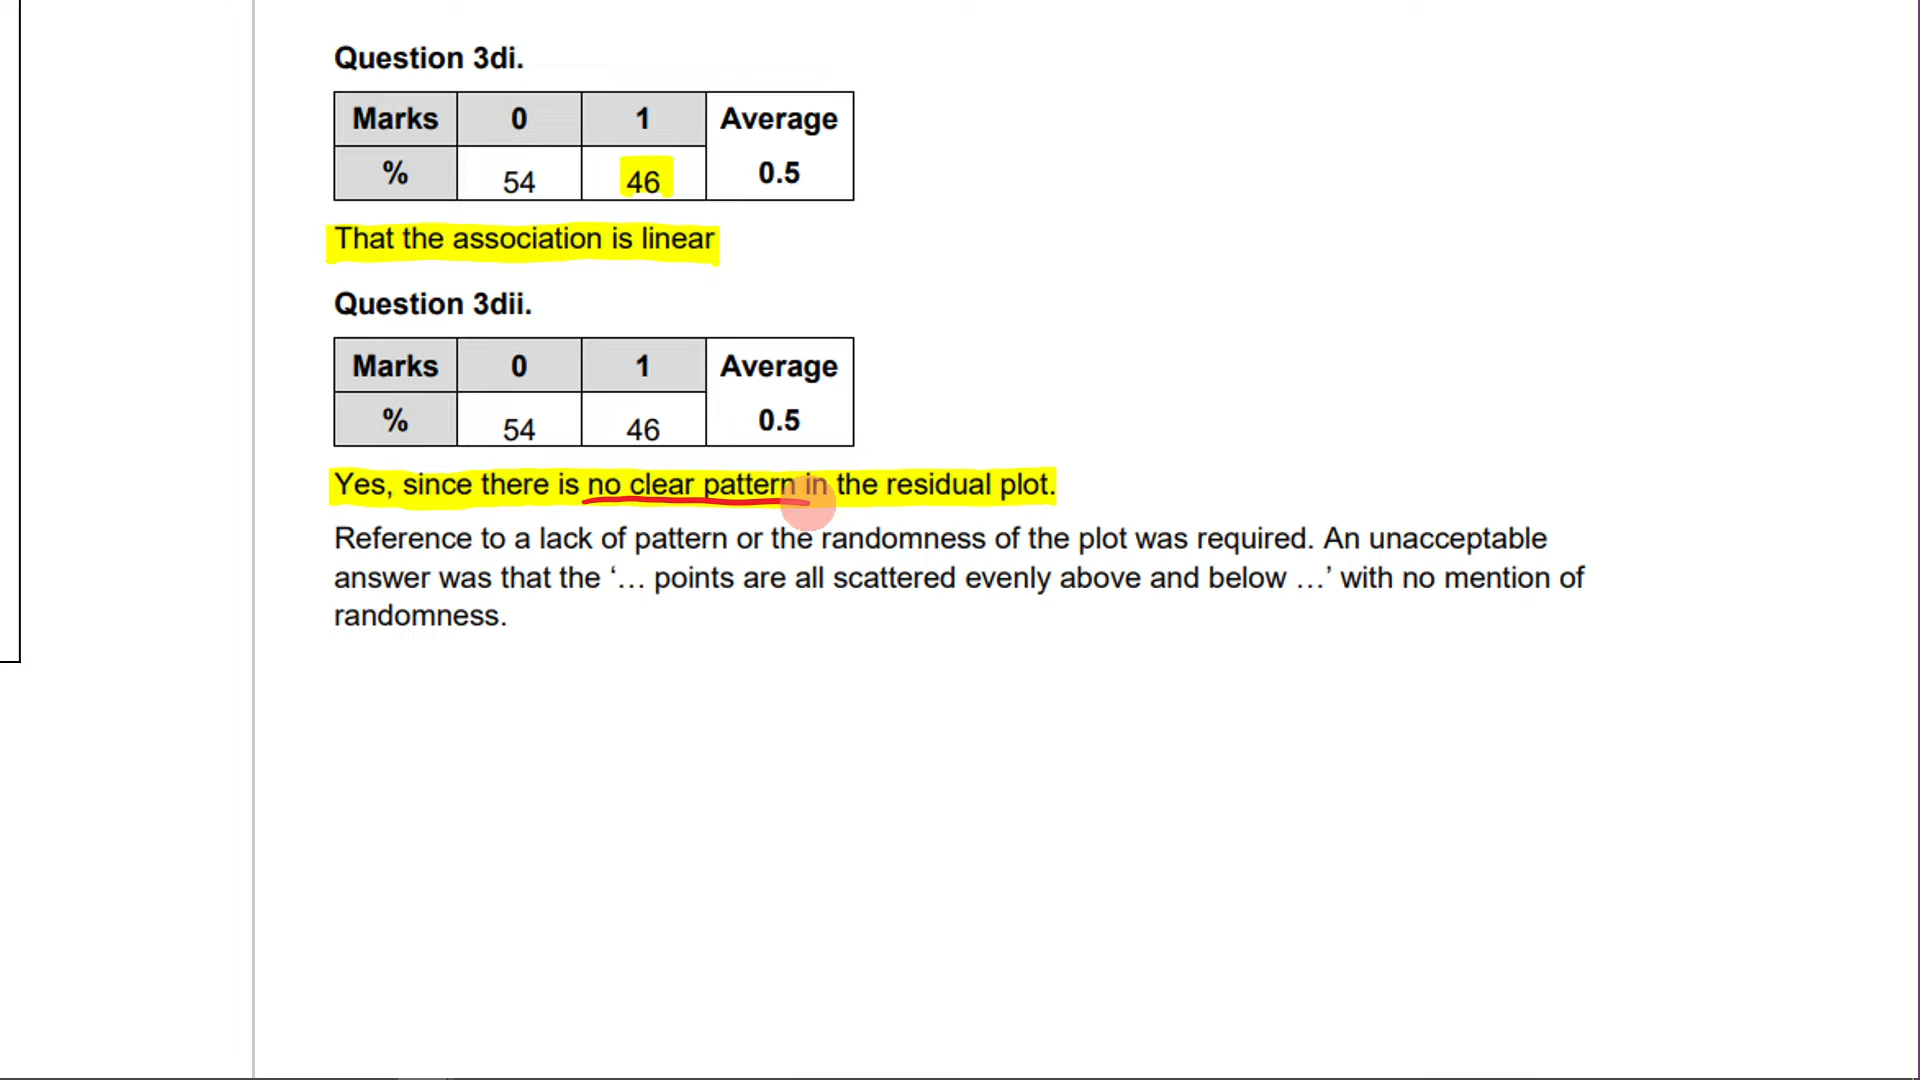 Question 3di.
Marks 0 1 Average
% 54 46 0.5
That the association is linear
Question 3dii.
Marks 0 1 Average
% 54 46 0.5
Yes, since there is no clear pattern in the residual plot.
Reference to a lack of pattern or the randomness of the plot was required. An unacceptable
answer was that the ‘… points are all scattered evenly above and below …’ with no mention of
randomness.